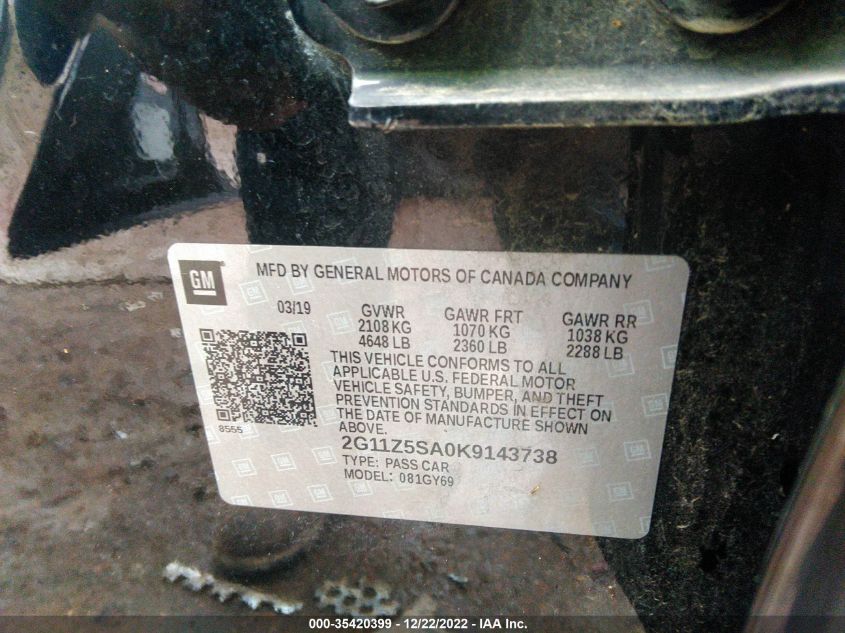 GM
MFD BY GENERAL MOTORS OF CANADA COMPANY
03/19
GVWR GAWR FRT GAWR RR
2108 KG 1070 KG 1038 KG
4648 LB 2360 LB 2288 LB
THIS VEHICLE CONFORMS TO ALL
APPLICABLE U.S. FEDERAL MOTOR
VEHICLE SAFETY, BUMPER, AND THEFT
PREVENTION STANDARDS IN EFFECT ON
THE DATE OF MANUFACTURE SHOWN
ABOVE.
8555
2G11Z5SA0K9143738
TYPE: PASS CAR
MODEL: 081GY69
000-35420399 - 12/22/2022 - IAA Inc.